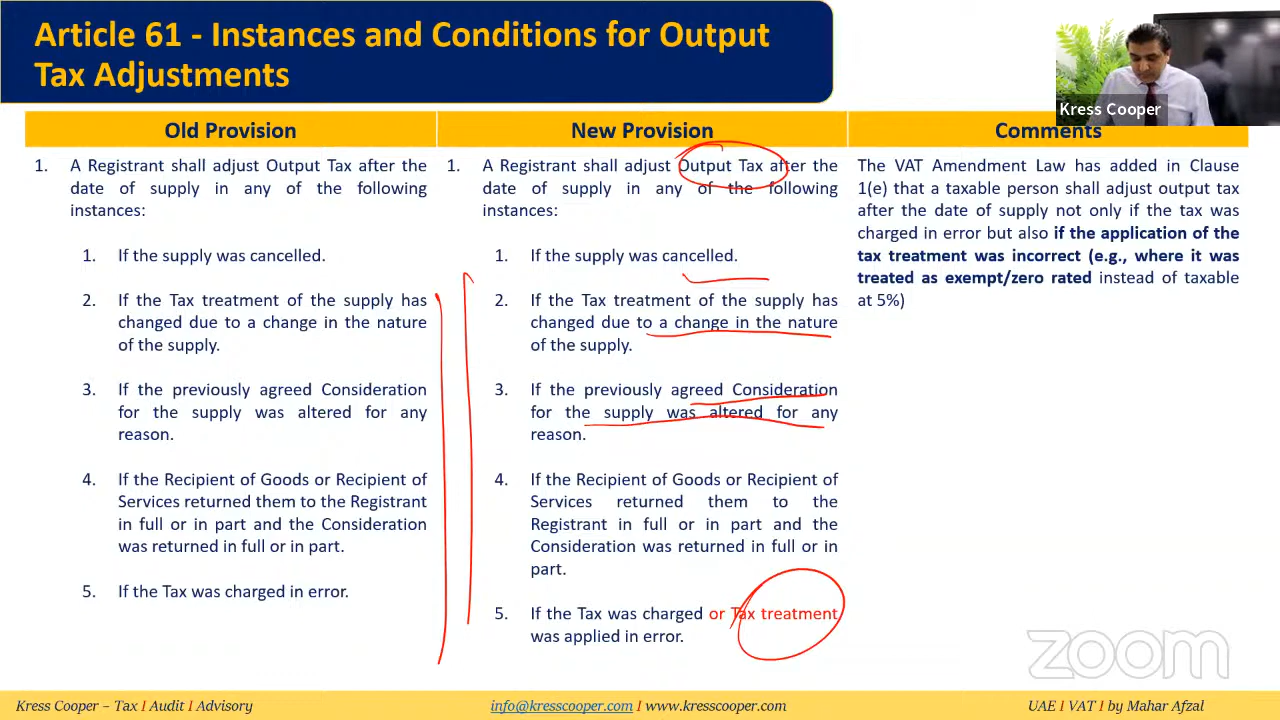 Article 61 - Instances and Conditions for Output
Tax Adjustments
Kress Cooper
Old Provision
New Provision
Comments
1. A Registrant shall adjust Output Tax after the
date of supply in any of the following
instances:
1. If the supply was cancelled.
2. If the Tax treatment of the supply has
changed due to a change in the nature
of the supply.
3. If the previously agreed Consideration
for the supply was altered for any
reason.
4. If the Recipient of Goods or Recipient of
Services returned them to the Registrant
in full or in part and the Consideration
was returned in full or in part.
5. If the Tax was charged in error.
1. A Registrant shall adjust Output Tax after the
date of supply in any of the following
instances:
1. If the supply was cancelled.
2. If the Tax treatment of the supply has
changed due to a change in the nature
of the supply.
3. If the previously agreed Consideration
for the supply was altered for any
reason.
4. If the Recipient of Goods or Recipient of
Services returned them to the
Registrant in full or in part and the
Consideration was returned in full or in
part.
5. If the Tax was charged or Tax treatment
was applied in error.
The VAT Amendment Law has added in Clause
1(e) that a taxable person shall adjust output tax
after the date of supply not only if the tax was
charged in error but also if the application of the
tax treatment was incorrect (e.g., where it was
treated as exempt/zero rated instead of taxable
at 5%)
zoom
Kress Cooper – Tax I Audit I Advisory
info@kresscooper.com I www.kresscooper.com
UAE I VAT I by Mahar Afzal